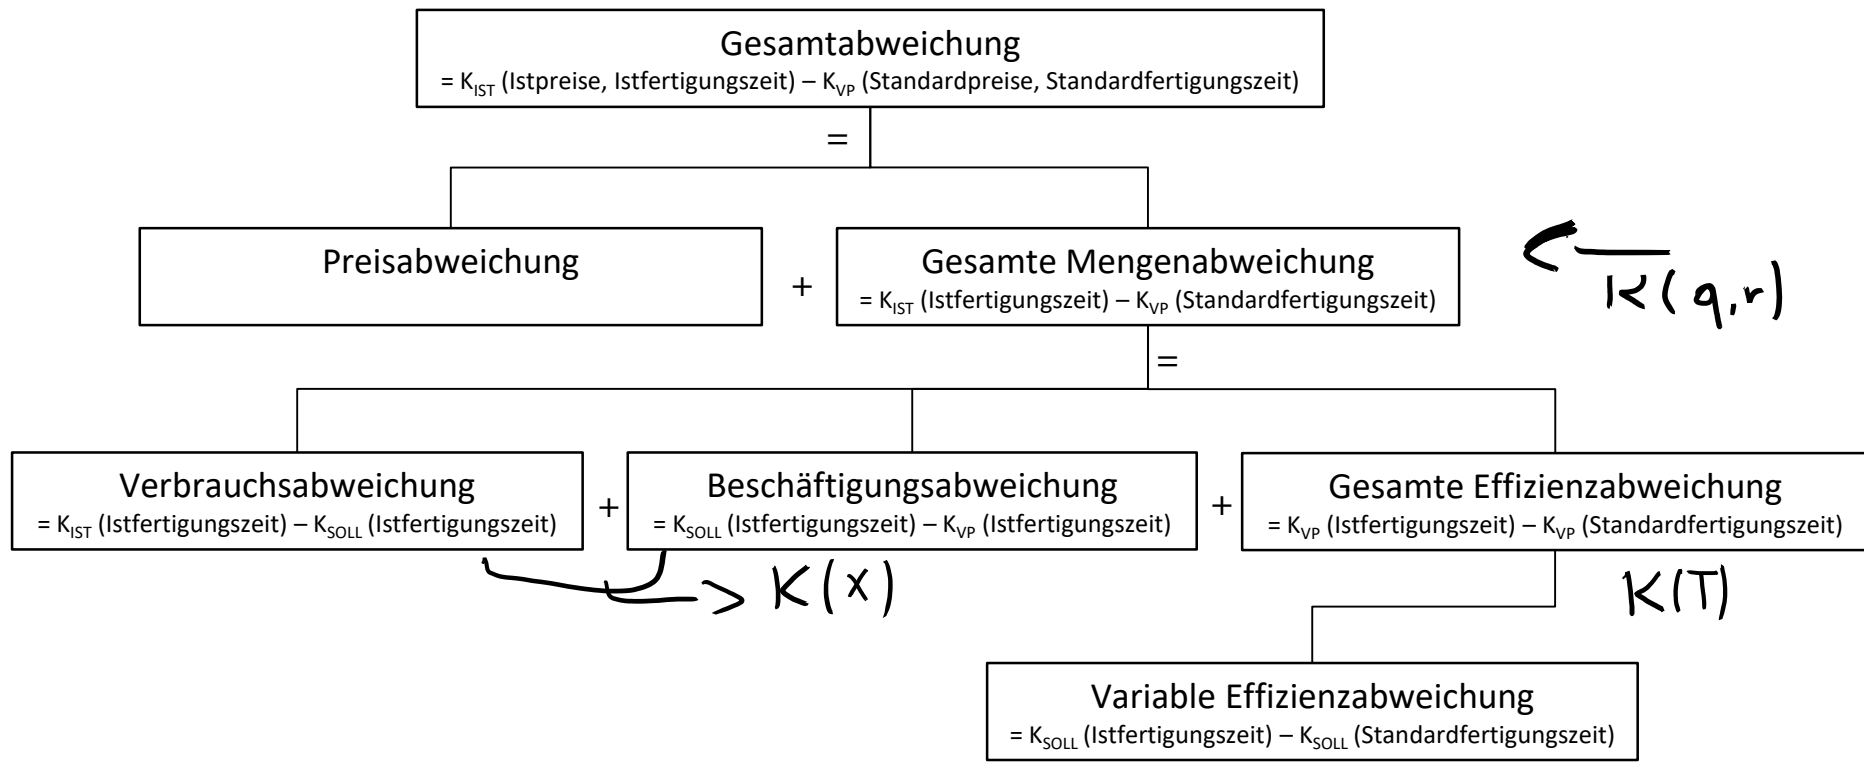 Gesamtabweichung
= K_IST (Istpreise, Istfertigungszeit) – K_VP (Standardpreise, Standardfertigungszeit)
=
Preisabweichung
+
Gesamte Mengenabweichung
= K_IST (Istfertigungszeit) – K_VP (Standardfertigungszeit)
K(q,r)
=
Verbrauchsabweichung
= K_IST (Istfertigungszeit) – K_SOLL (Istfertigungszeit)
+
Beschäftigungsabweichung
= K_SOLL (Istfertigungszeit) – K_VP (Istfertigungszeit)
+
Gesamte Effizienzabweichung
= K_VP (Istfertigungszeit) – K_VP (Standardfertigungszeit)
K(X)
K(T)
Variable Effizienzabweichung
= K_SOLL (Istfertigungszeit) – K_SOLL (Standardfertigungszeit)